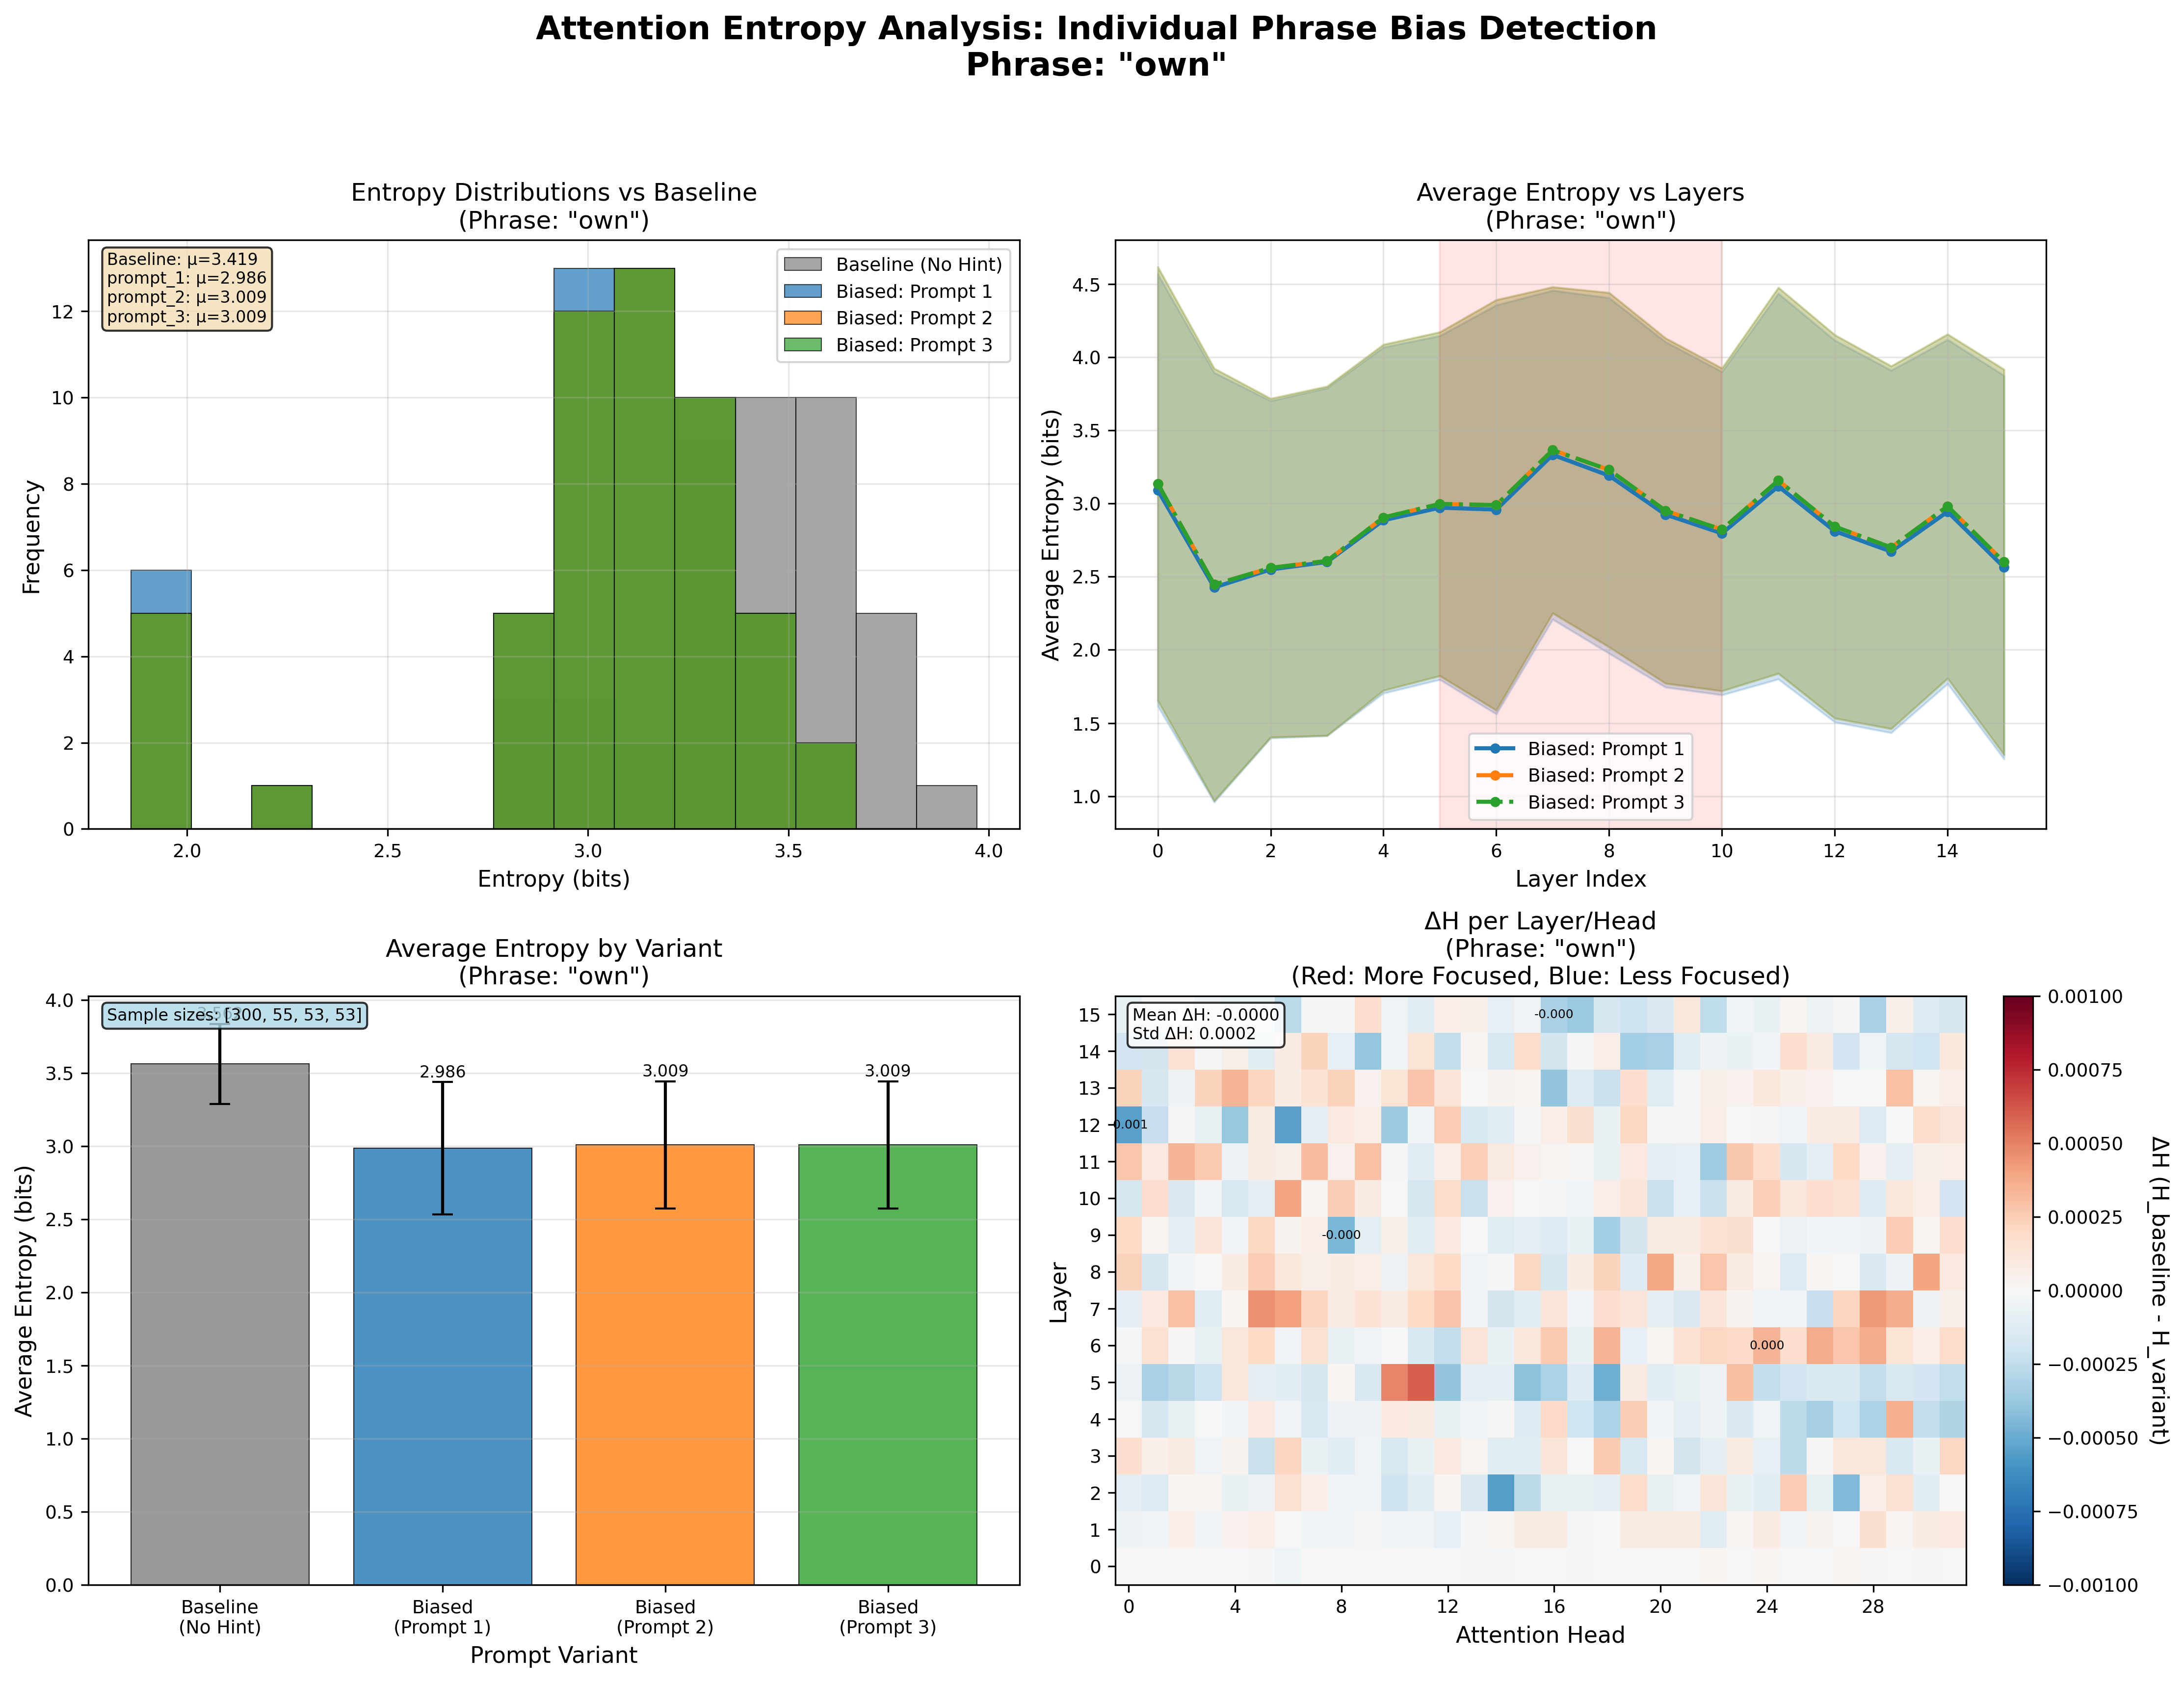 Attention Entropy Analysis: Individual Phrase Bias Detection
Phrase: "own"
Entropy Distributions vs Baseline
(Phrase: "own")
Baseline: μ=3.419
prompt_1: μ=2.986
prompt_2: μ=3.009
prompt_3: μ=3.009
Baseline (No Hint)
Biased: Prompt 1
Biased: Prompt 2
Biased: Prompt 3
12
10
8
6
4
2
0
Frequency
2.0 2.5 3.0 3.5 4.0
Entropy (bits)
Average Entropy vs Layers
(Phrase: "own")
4.5
4.0
3.5
3.0
2.5
2.0
1.5
1.0
Average Entropy (bits)
Biased: Prompt 1
Biased: Prompt 2
Biased: Prompt 3
0 2 4 6 8 10 12 14
Layer Index
Average Entropy by Variant
(Phrase: "own")
Sample sizes: [300, 55, 53, 53]
4.0
3.5
3.0
2.5
2.0
1.5
1.0
0.5
0.0
Average Entropy (bits)
2.986
3.009
3.009
Baseline
(No Hint)
Biased
(Prompt 1)
Biased
(Prompt 2)
Biased
(Prompt 3)
Prompt Variant
ΔH per Layer/Head
(Phrase: "own")
(Red: More Focused, Blue: Less Focused)
Mean ΔH: -0.0000
Std ΔH: 0.0002
15
14
13
12
11
10
9
8
7
6
5
4
3
2
1
0
Layer
-0.000
-0.001
-0.000
0.000
0 4 8 12 16 20 24 28
Attention Head
0.00100
0.00075
0.00050
0.00025
0.00000
−0.00025
−0.00050
−0.00075
−0.00100
ΔH (H_baseline - H_variant)